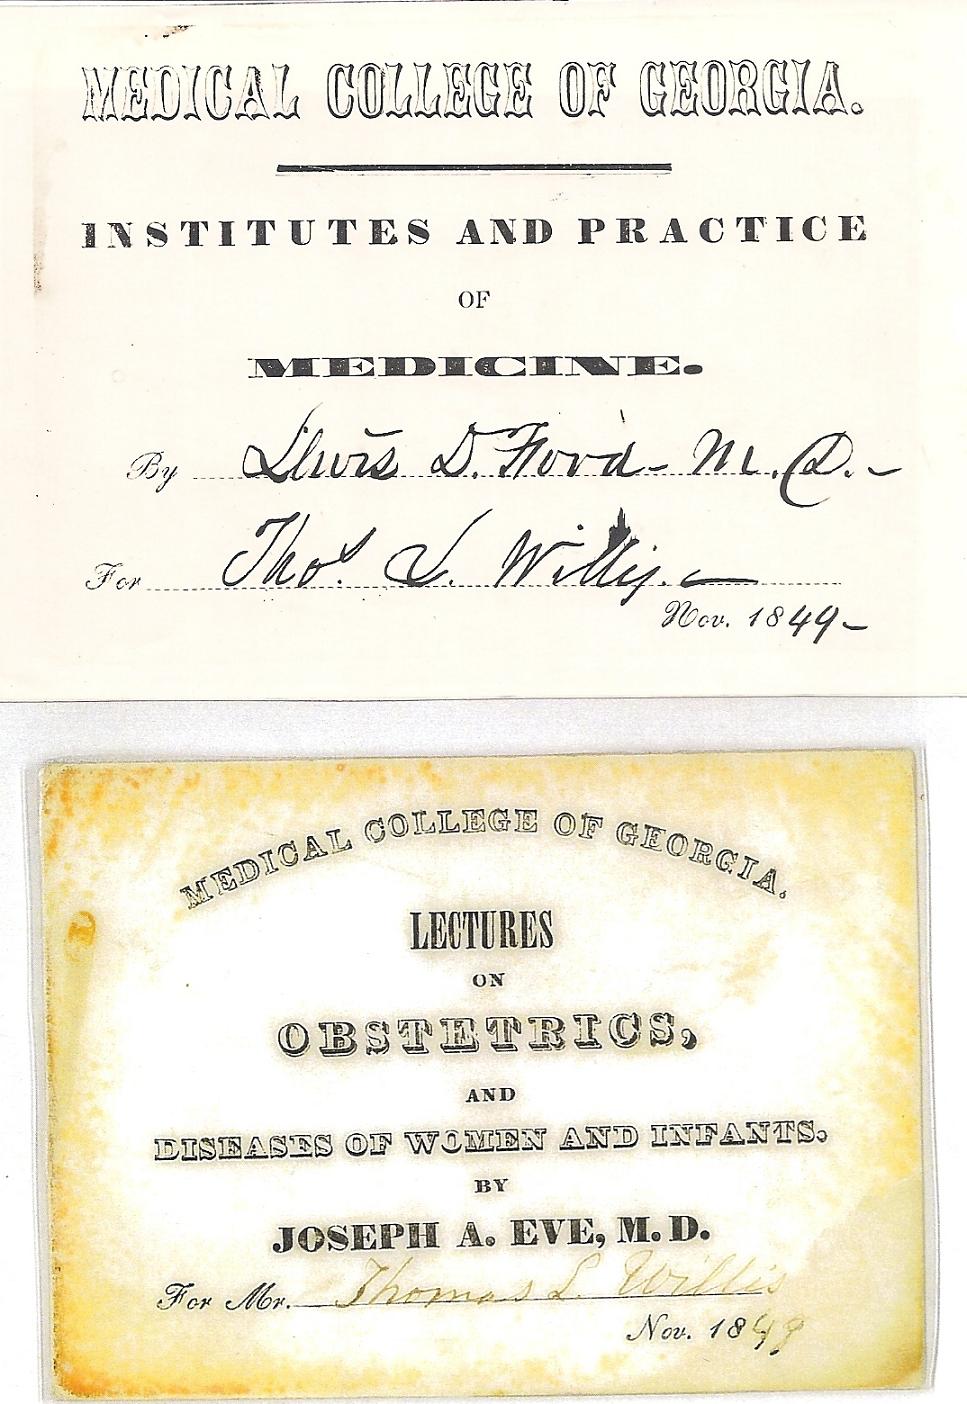 MEDICAL COLLEGE OF GEORGIA.
INSTITUTES AND PRACTICE
OF
MEDICINE.
By Lewis D. Ford - M.D. -
For Thos. L. Willis. -
Nov. 1849 -
MEDICAL COLLEGE OF GEORGIA.
LECTURES
ON
OBSTETRICS,
AND
DISEASES OF WOMEN AND INFANTS.
BY
JOSEPH A. EVE, M. D.
For Mr. Thomas L. Willis
Nov. 1849